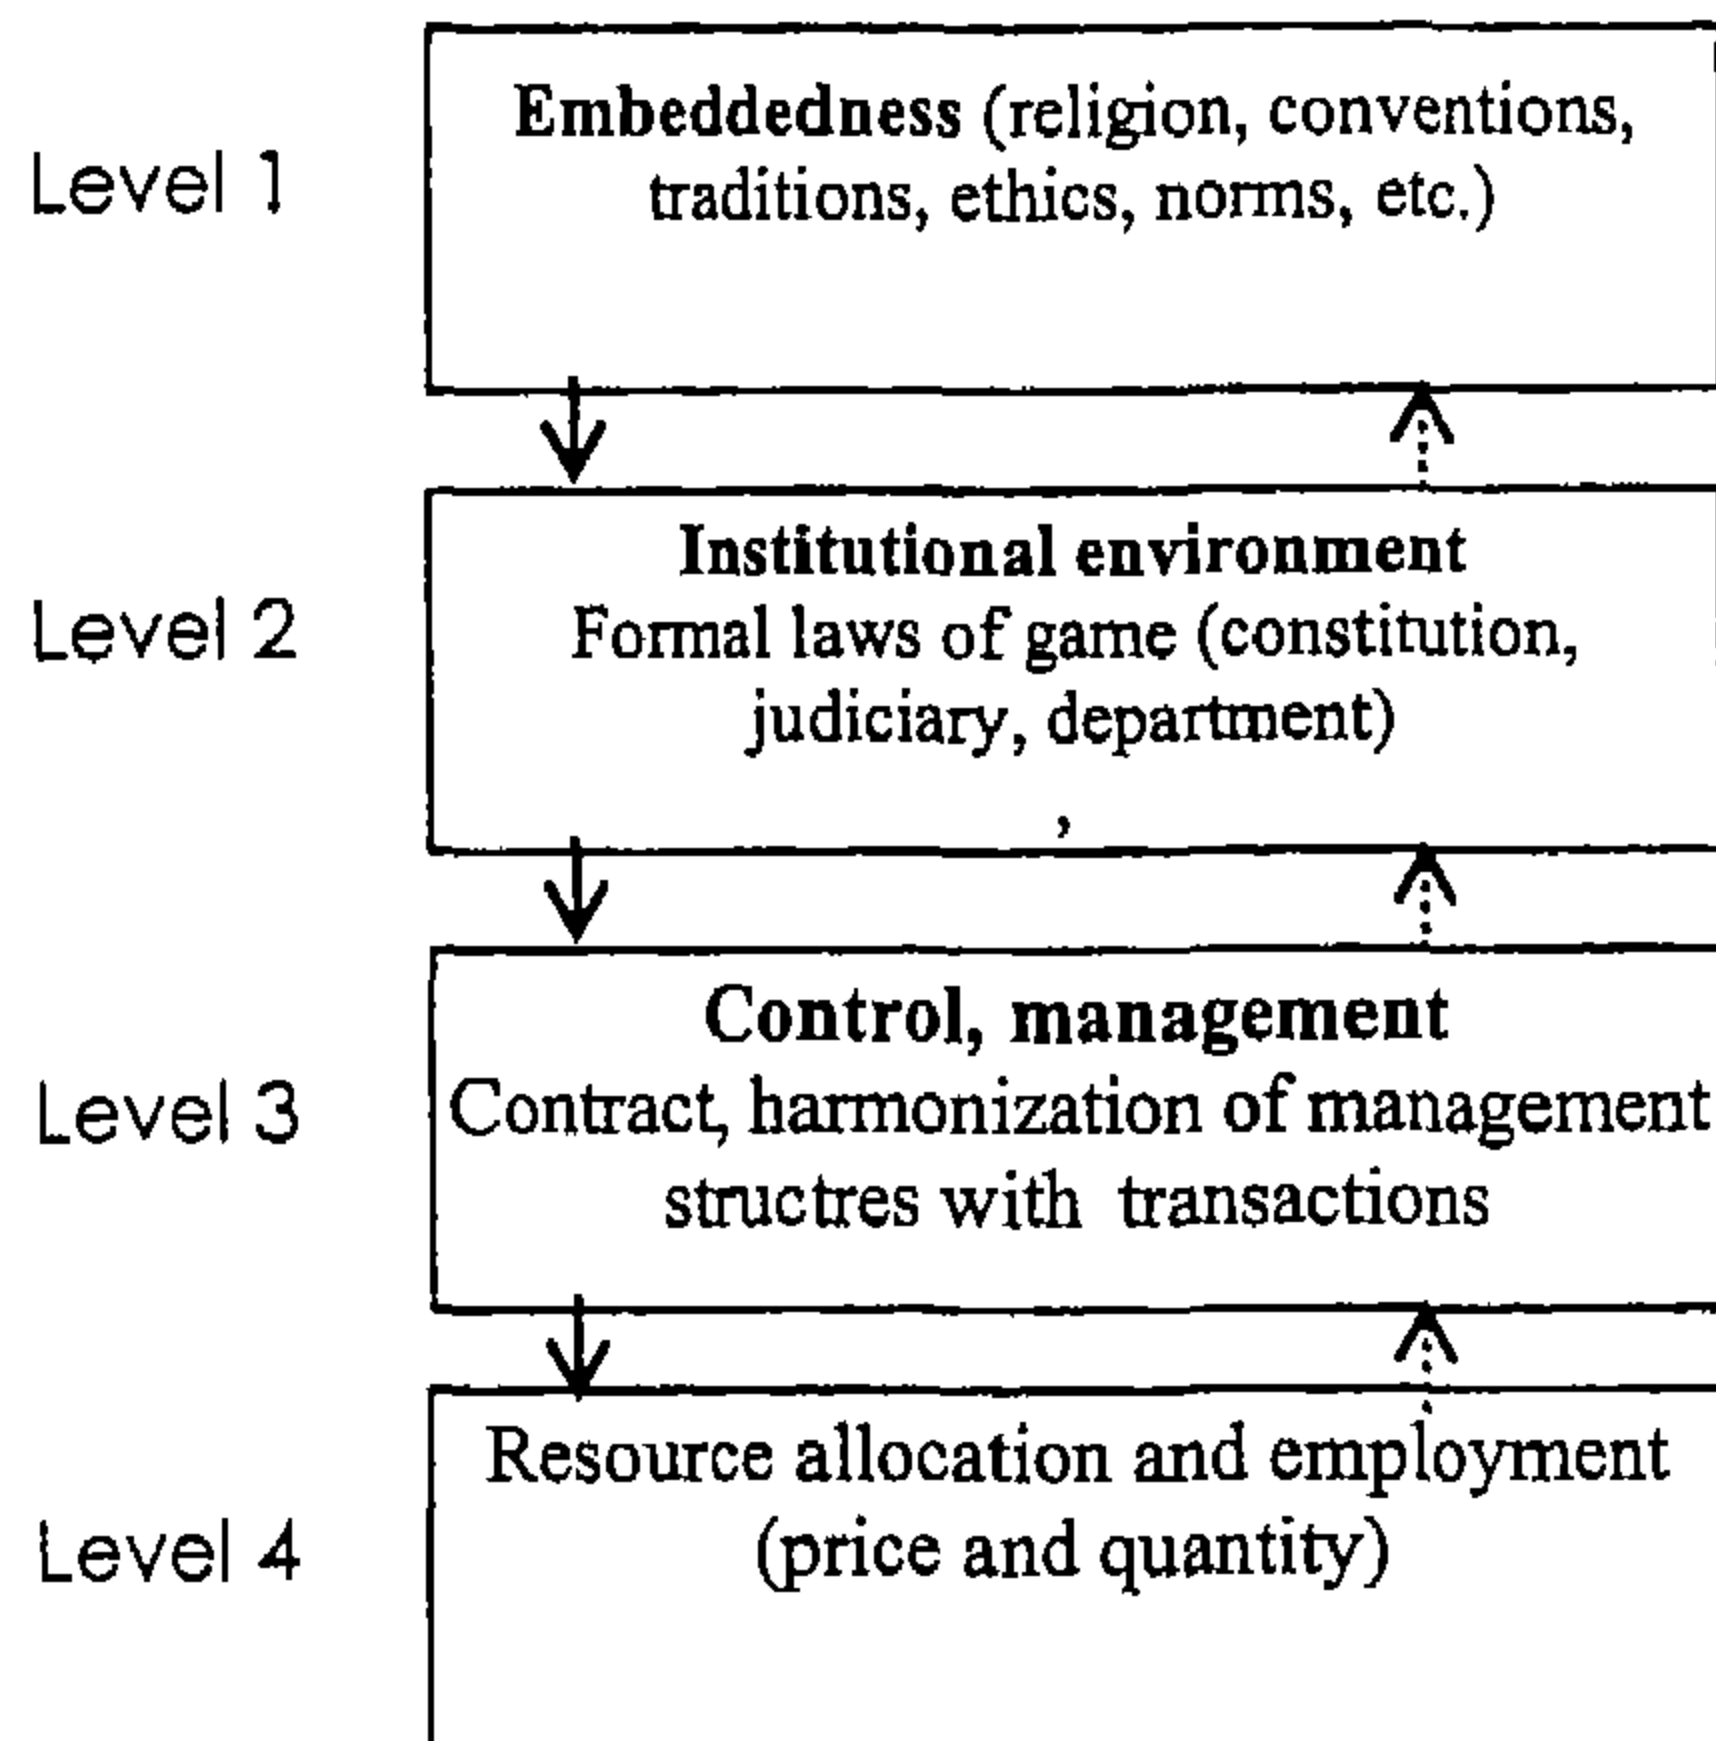 Level 1
Embeddedness (religion, conventions,
traditions, ethics, norms, etc.)
Level 2
Institutional environment
Formal laws of game (constitution,
judiciary, department)
,
Level 3
Control, management
Contract, harmonization of management
structres with transactions
Level 4
Resource allocation and employment
(price and quantity)